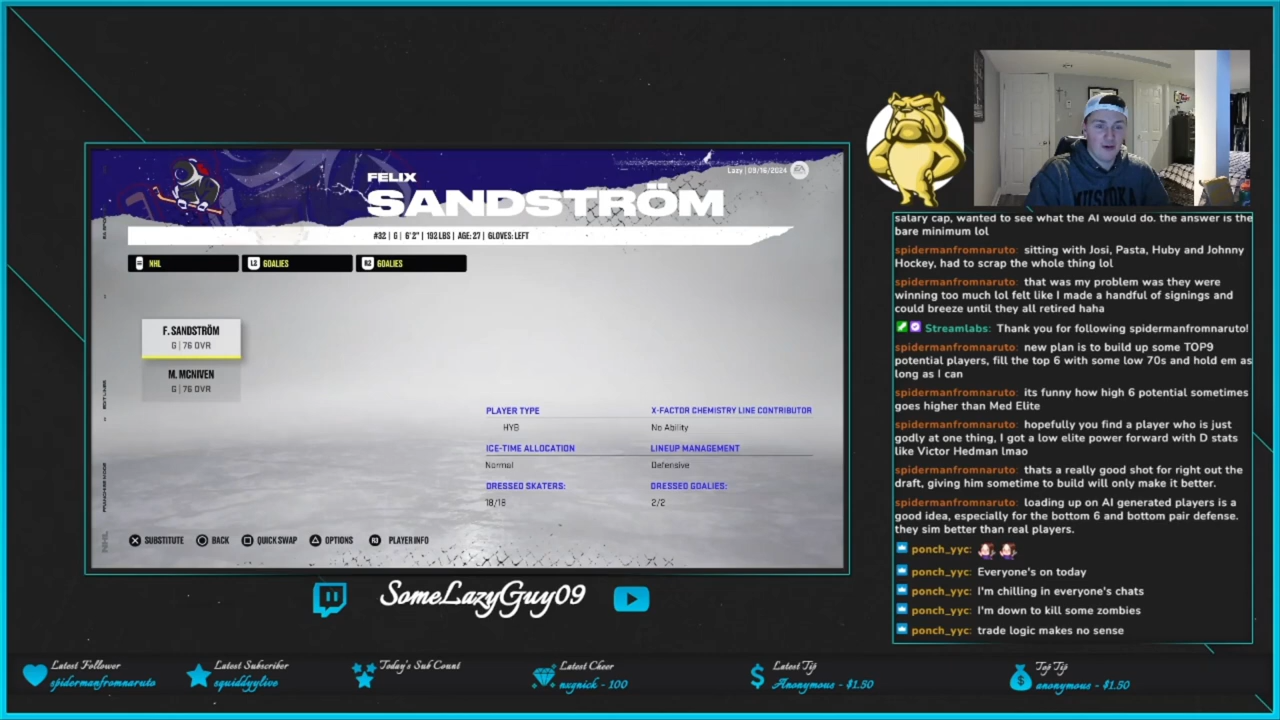 FELIX
SANDSTRÖM
Lazy | 09/16/2024
#32 | G | 6'2" | 192 LBS | AGE: 27 | GLOVES: LEFT
NHL
L2 GOALIES
R2 GOALIES
F. SANDSTRÖM
G | 76 OVR
M. MCNIVEN
G | 76 OVR
PLAYER TYPE
HYB
X-FACTOR CHEMISTRY LINE CONTRIBUTOR
No Ability
ICE-TIME ALLOCATION
Normal
LINEUP MANAGEMENT
Defensive
DRESSED SKATERS:
18/18
DRESSED GOALIES:
2/2
SUBSTITUTE
BACK
QUICK SWAP
OPTIONS
PLAYER INFO
MUSKOKA
salary cap, wanted to see what the AI would do. the answer is the
bare minimum lol
spidermanfromnaruto: sitting with Josi, Pasta, Huby and Johnny
Hockey, had to scrap the whole thing lol
spidermanfromnaruto: that was my problem was they were
winning too much lol felt like I made a handful of signings and
could breeze until they all retired haha
Streamlabs: Thank you for following spidermanfromnaruto!
spidermanfromnaruto: new plan is to build up some TOP9
potential players, fill the top 6 with some low 70s and hold em as
long as I can
spidermanfromnaruto: its funny how high 6 potential sometimes
goes higher than Med Elite
spidermanfromnaruto: hopefully you find a player who is just
godly at one thing, I got a low elite power forward with D stats
like Victor Hedman lmao
spidermanfromnaruto: thats a really good shot for right out the
draft, giving him sometime to build will only make it better.
spidermanfromnaruto: loading up on AI generated players is a
good idea, especially for the bottom 6 and bottom pair defense.
they sim better than real players.
ponch_yyc:
ponch_yyc: Everyone's on today
ponch_yyc: I'm chilling in everyone's chats
ponch_yyc: I'm down to kill some zombies
ponch_yyc: trade logic makes no sense
SomeLazyGuy09
Latest Follower
spidermanfromnaruto
Latest Subscriber
squiddyylive
Today's Sub Count
Latest Cheer
nxgnick - 100
Latest Tip
Anonymous - $1.50
Top Tip
anonymous - $1.50